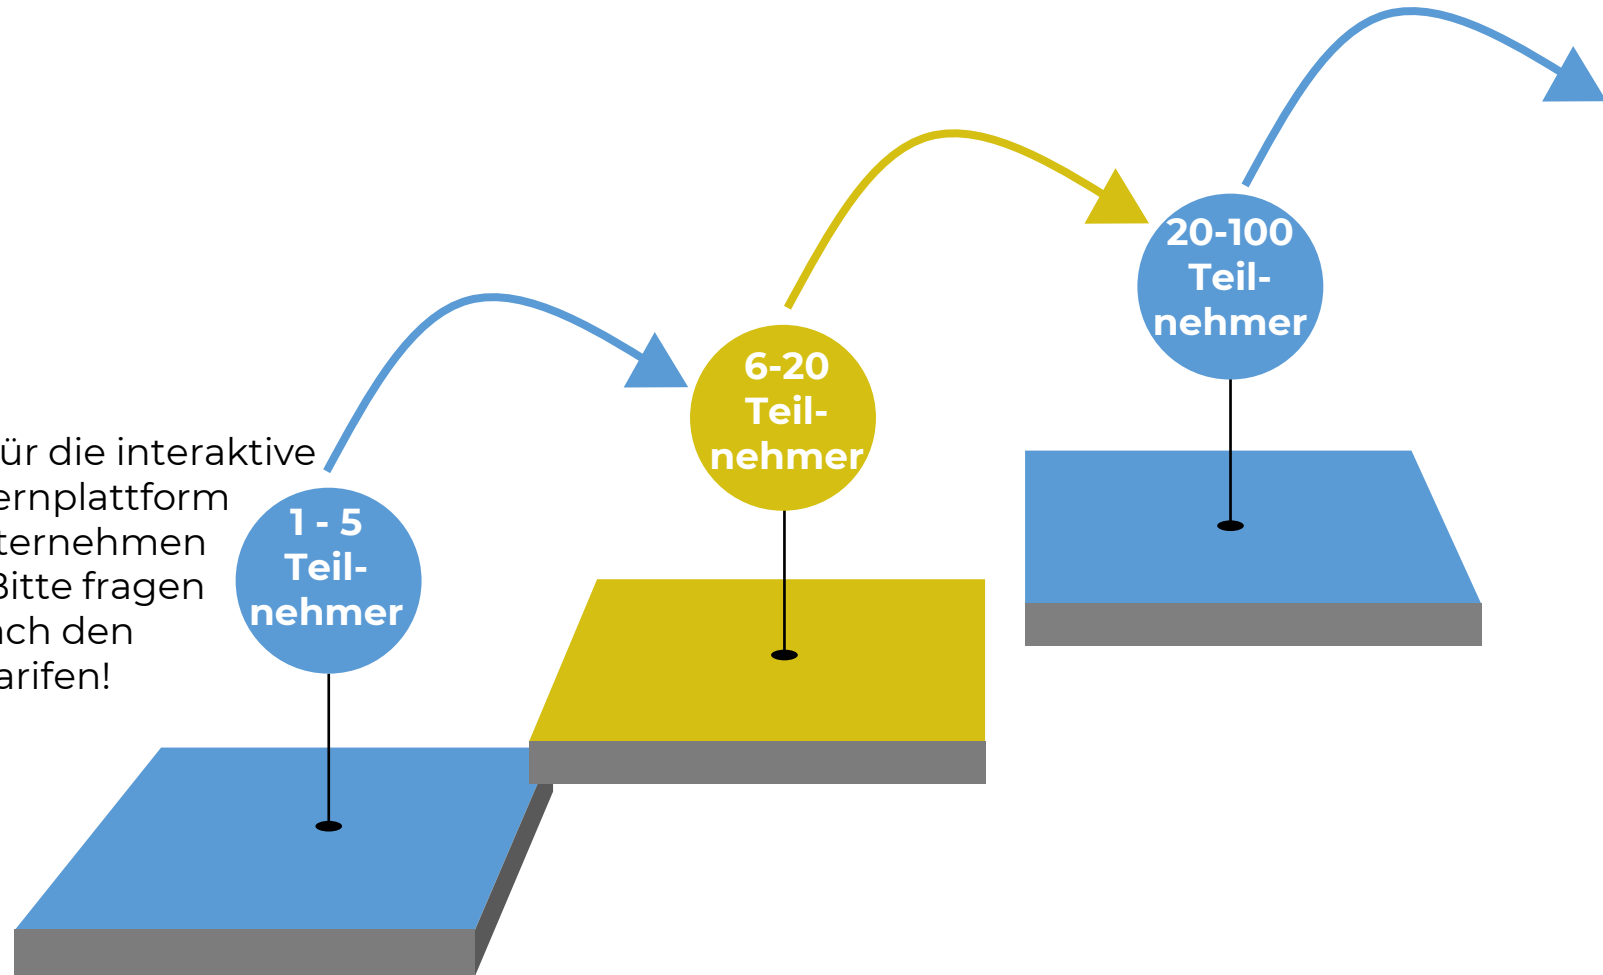 ür die interaktive
ernplattform
ternehmen
Bitte fragen
ach den
arifen!
1 - 5
Teil-
nehmer
6-20
Teil-
nehmer
20-100
Teil-
nehmer